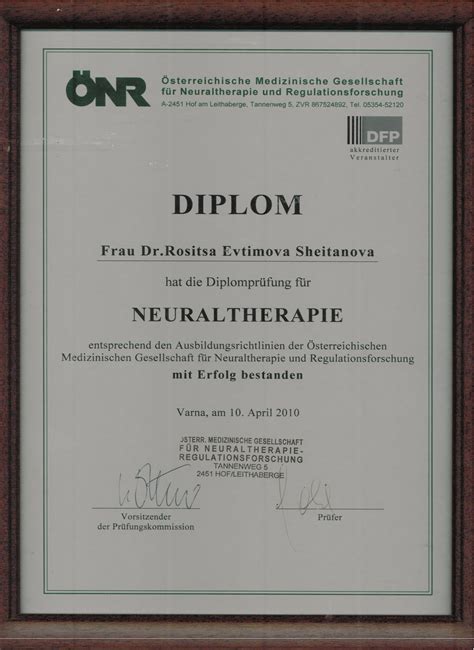 ÖNR
Österreichische Medizinische Gesellschaft
für Neuraltherapie und Regulationsforschung
A-2451 Hof am Leithaberge, Tannenweg 5, ZVR 867524892, Tel. 05354-52120
DFP
akkreditierter
Veranstalter
DIPLOM
Frau Dr.Rositsa Evtimova Sheitanova
hat die Diplomprüfung für
NEURALTHERAPIE
entsprechend den Ausbildungsrichtlinien der Österreichischen
Medizinischen Gesellschaft für Neuraltherapie und Regulationsforschung
mit Erfolg bestanden
Varna, am 10. April 2010
ÖSTERR. MEDIZINISCHE GESELLSCHAFT
FÜR NEURALTHERAPIE-
REGULATIONSFORSCHUNG
TANNENWEG 5
2451 HOF/LEITHABERGE
Vorsitzender
der Prüfungskommission
Prüfer